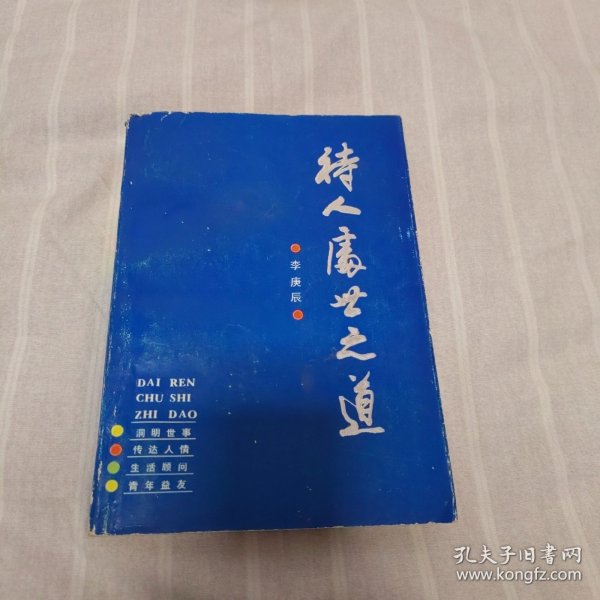 待人处世之道
李庚辰
DAI REN
CHU SHI
ZHI DAO
洞明世事
传达人情
生活顾问
青年益友
孔夫子旧书网
www.kongfz.com